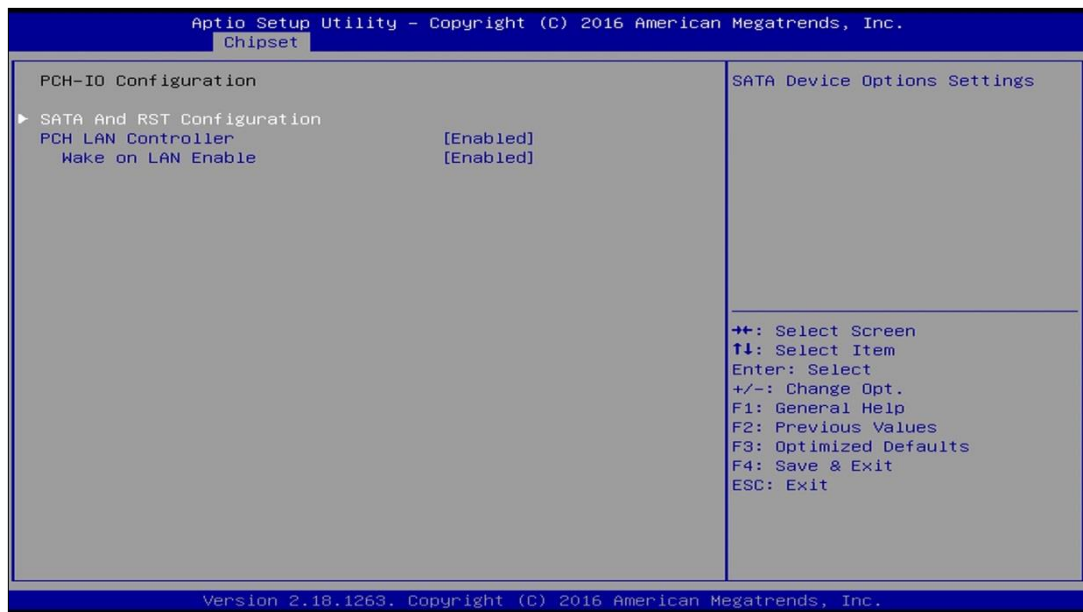 Aptio Setup Utility – Copyright (C) 2016 American Megatrends, Inc.
Chipset
PCH-IO Configuration
SATA Device Options Settings
► SATA And RST Configuration
PCH LAN Controller [Enabled]
Wake on LAN Enable [Enabled]
→←: Select Screen
↑↓: Select Item
Enter: Select
+/-: Change Opt.
F1: General Help
F2: Previous Values
F3: Optimized Defaults
F4: Save & Exit
ESC: Exit
Version 2.18.1263. Copyright (C) 2016 American Megatrends, Inc.